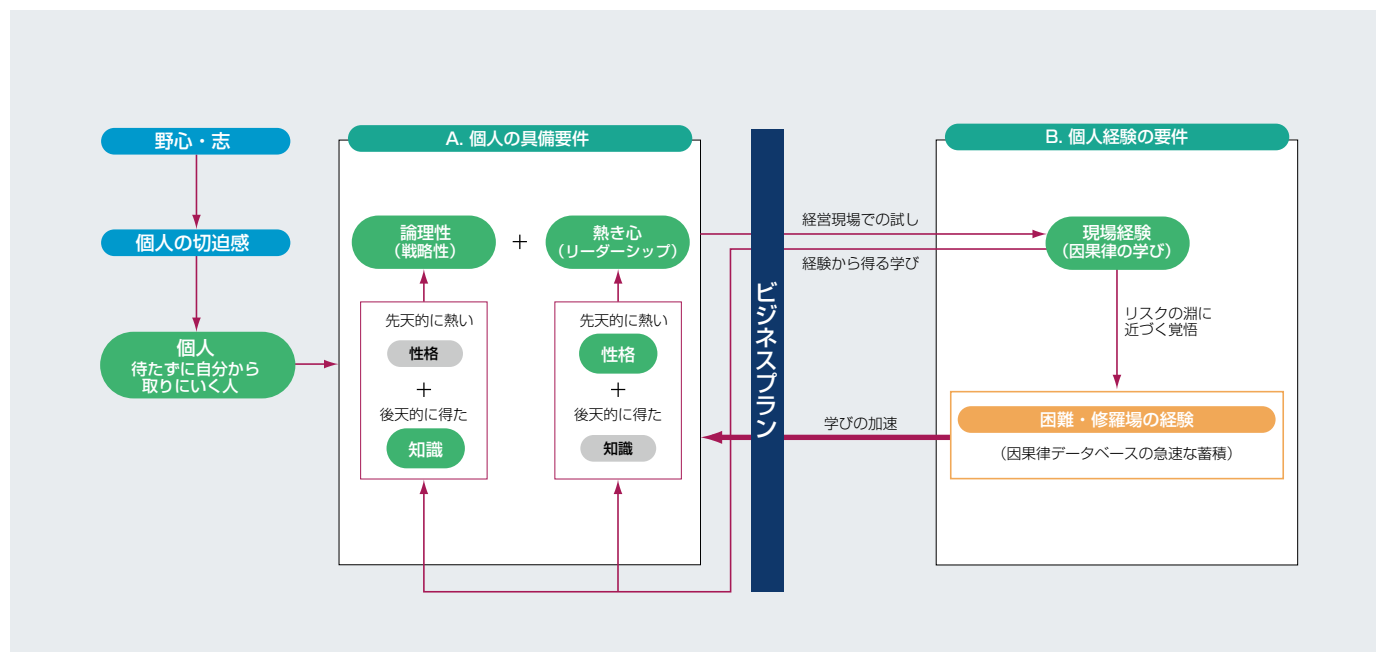 野心・志
個人の切迫感
個人
待たずに自分から
取りにいく人
A. 個人の具備要件
論理性
（戦略性）
+
熱き心
（リーダーシップ）
先天的に熱い
性格
+
後天的に得た
知識
先天的に熱い
性格
+
後天的に得た
知識
ビジネスプラン
経営現場での試し
経験から得る学び
学びの加速
B. 個人経験の要件
現場経験
（因果律の学び）
リスクの淵に
近づく覚悟
困難・修羅場の経験
（因果律データベースの急速な蓄積）